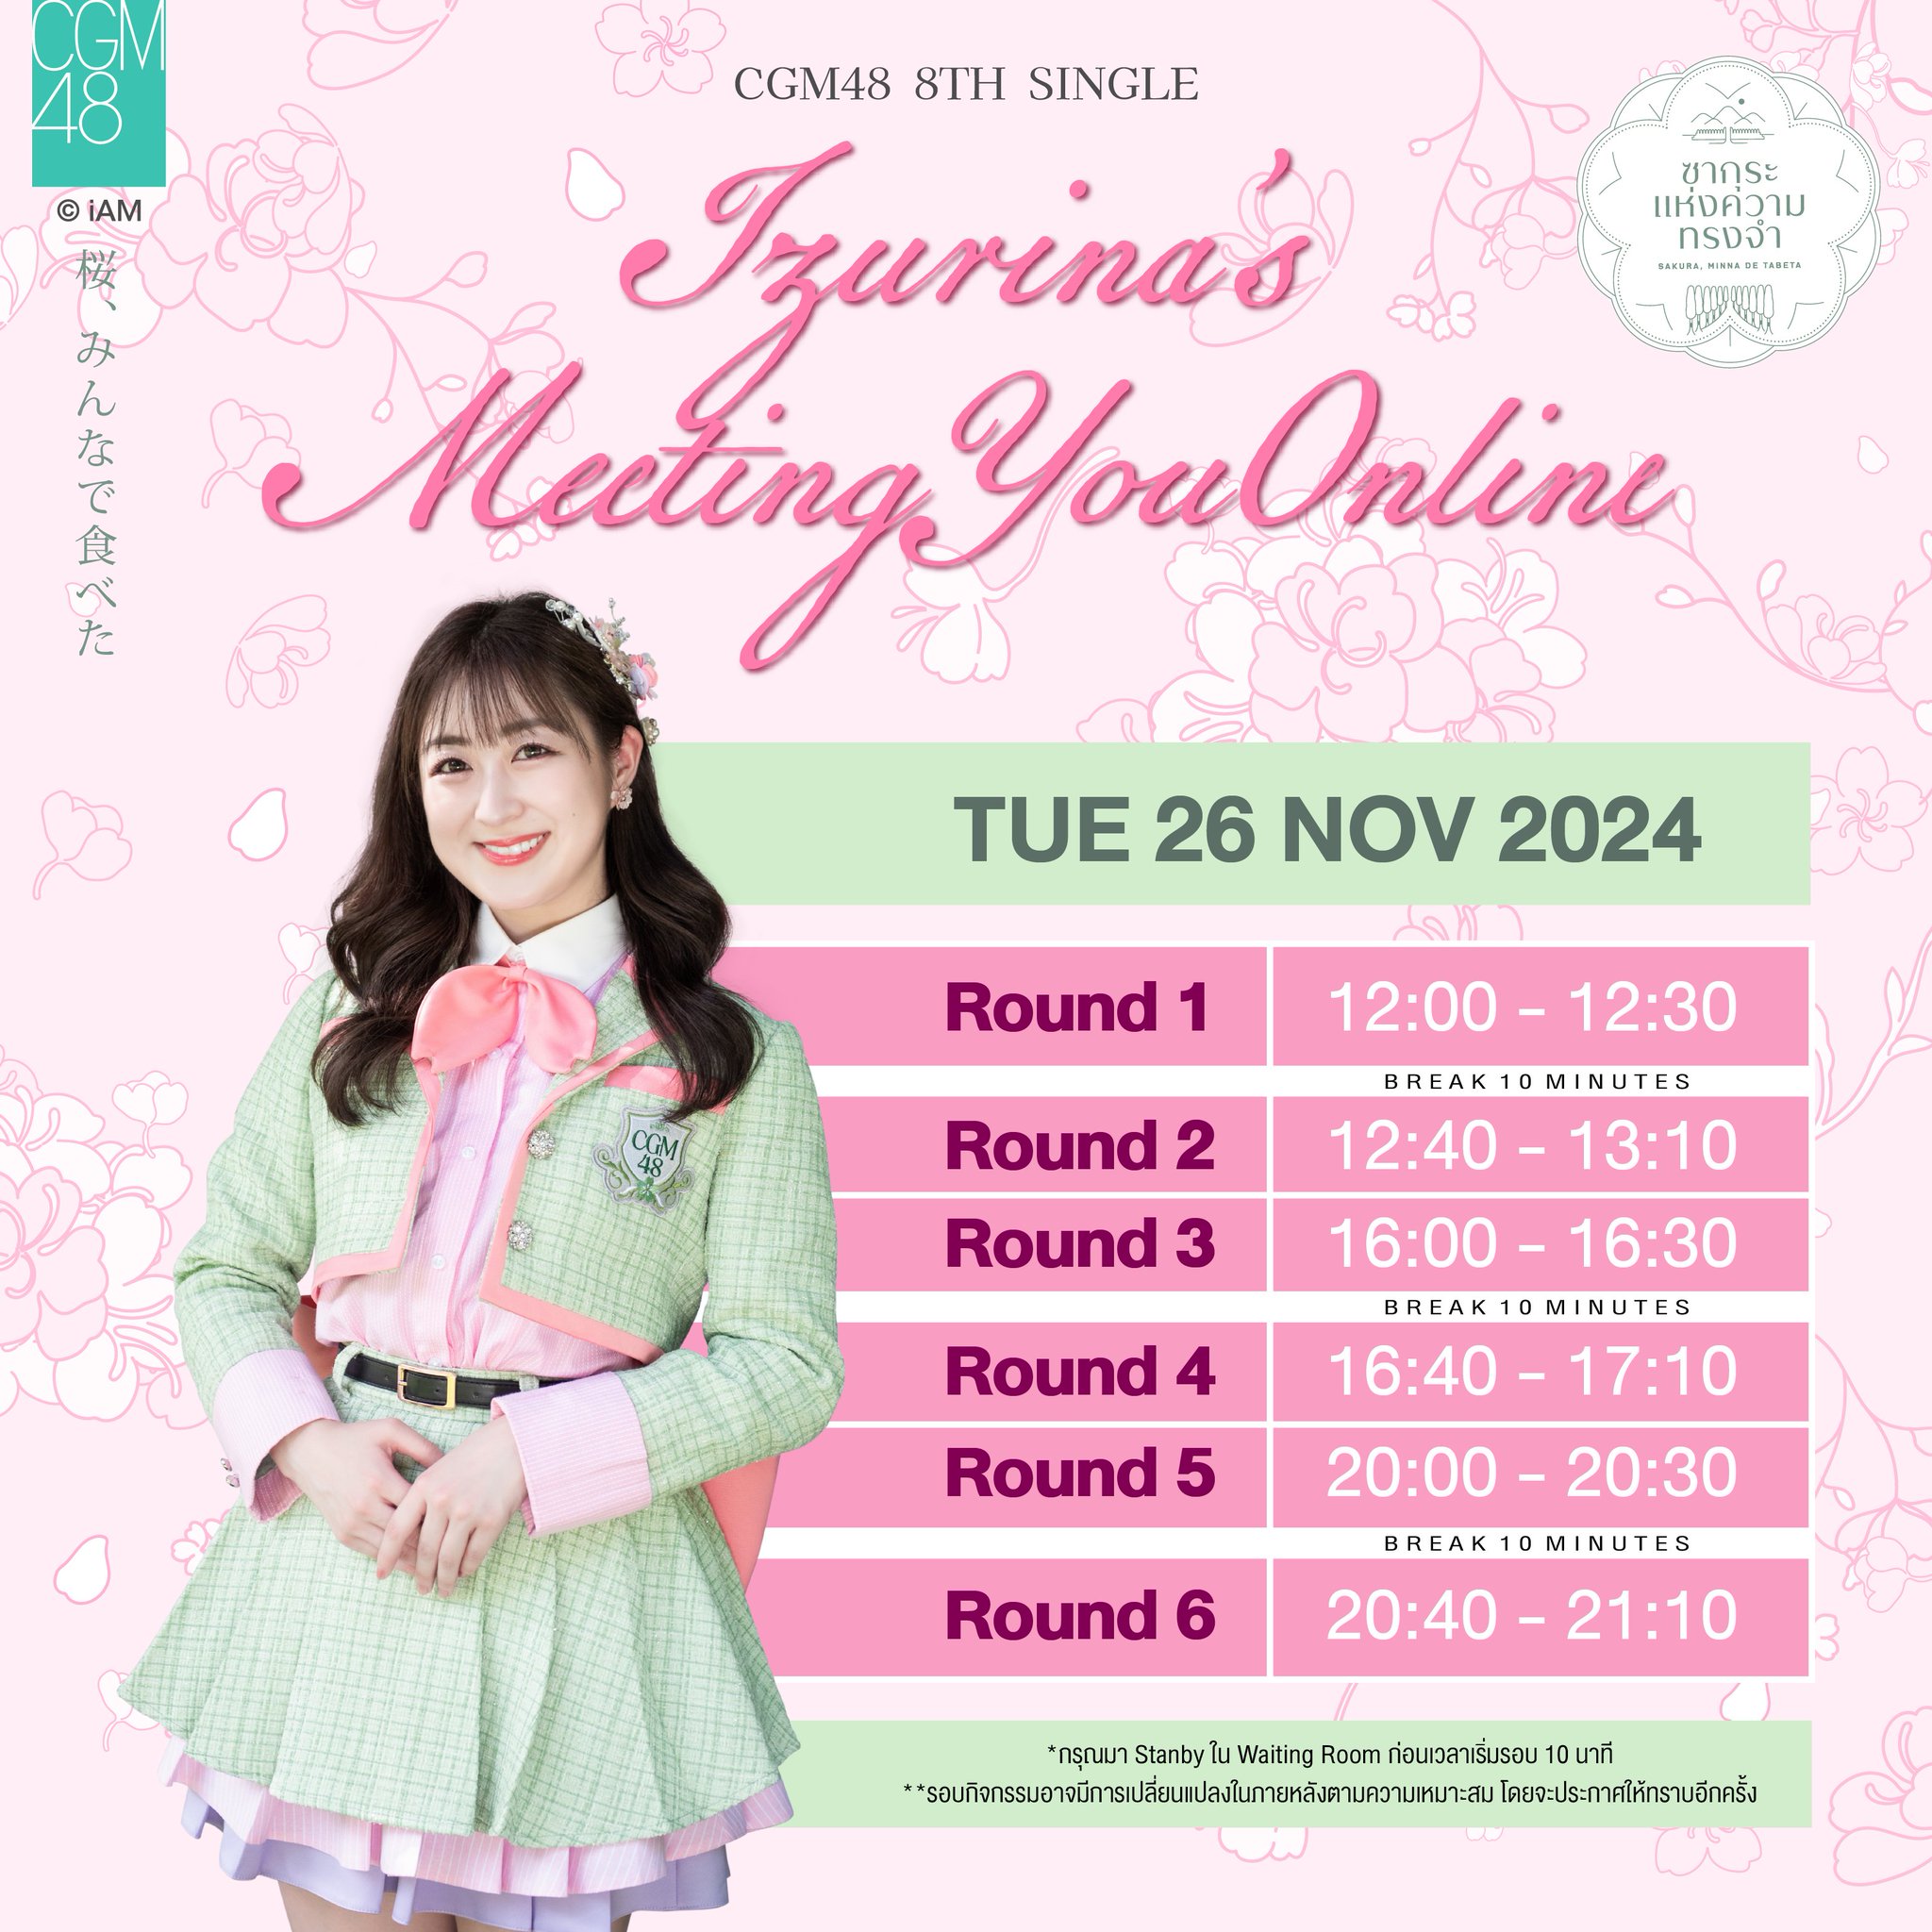 CGM
48
© iAM
桜、みんなで食べた
CGM48 8TH SINGLE
Izurina's
Meeting You Online
ซากุระ
แห่งความ
ทรงจำ
SAKURA, MINNA DE TABETA
TUE 26 NOV 2024
Round 1 12:00 - 12:30
BREAK 10 MINUTES
Round 2 12:40 - 13:10
Round 3 16:00 - 16:30
BREAK 10 MINUTES
Round 4 16:40 - 17:10
Round 5 20:00 - 20:30
BREAK 10 MINUTES
Round 6 20:40 - 21:10
CGM
48
*กรุณมา Stanby ใน Waiting Room ก่อนเวลาเริ่มรอบ 10 นาที
**รอบกิจกรรมอาจมีการเปลี่ยนแปลงในภายหลังตามความเหมาะสม โดยจะประกาศให้ทราบอีกครั้ง